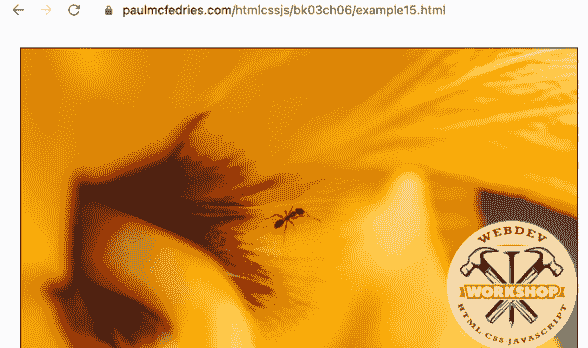 paulmcfedries.com/htmlcssjs/bk03ch06/example15.html
WEBDEV
WORKSHOP
HTML CSS JAVASCRIPT